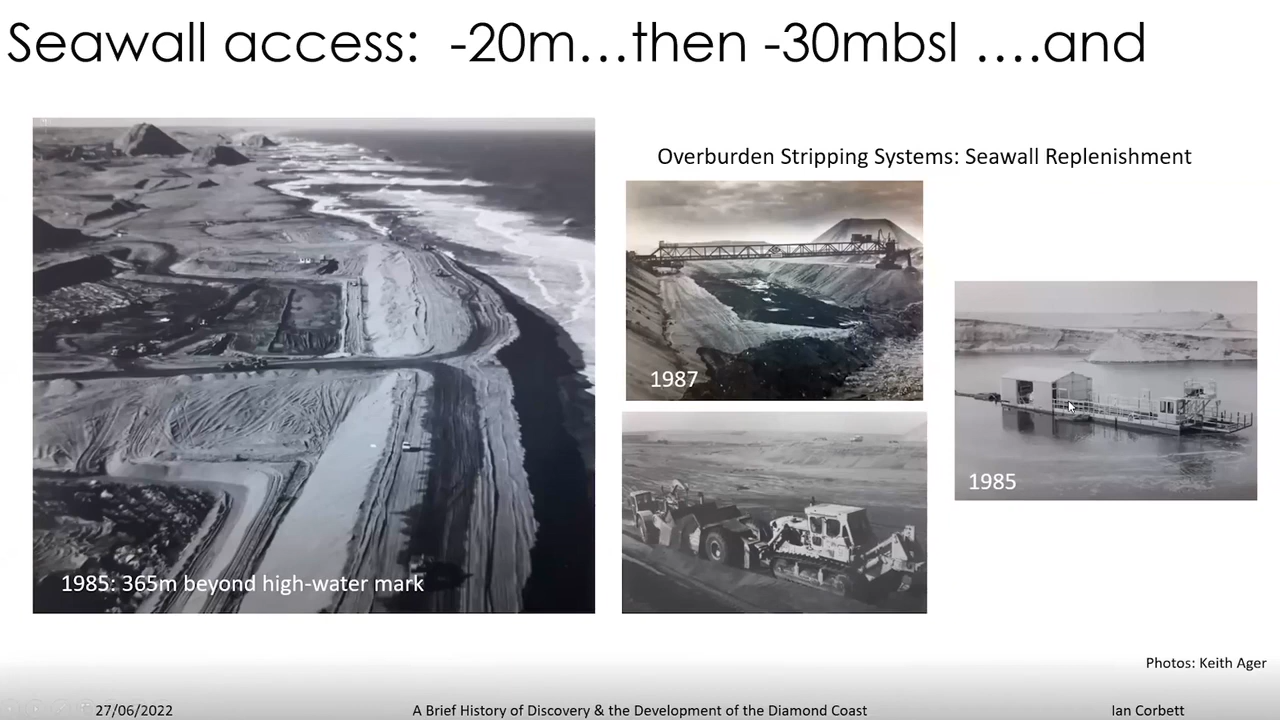 Seawall access:  -20m…then -30mbsl ….and
Overburden Stripping Systems: Seawall Replenishment
1987
1985
1985: 365m beyond high-water mark
Photos: Keith Ager
27/06/2022
A Brief History of Discovery & the Development of the Diamond Coast
Ian Corbett